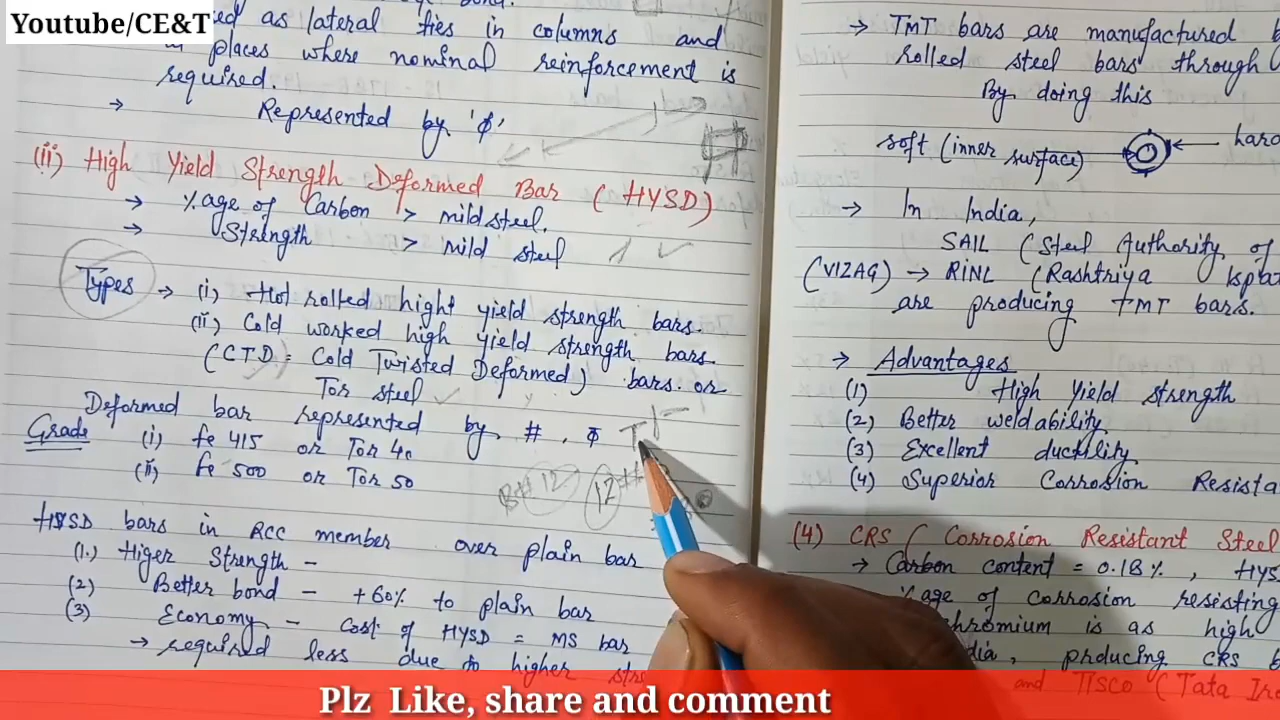 Youtube/CE&T
ed as lateral ties in columns and
places where nominal reinforcement is
required.
→ Represented by 'ϕ'
(ii) High Yield Strength Deformed Bar (HYSD)
→ %age of Carbon > mild steel.
→ Strength > mild steel
Types → (i) Hot rolled hight yield strength bars.
(ii) Cold worked high yield strength bars.
(C.T.D. = Cold Twisted Deformed) bars. or
Tor steel
Deformed bar represented by #, Φ
Grade (i) fe 415 or Tor 40
(ii) fe 500 or Tor 50
12 12 #
HYSD bars in RCC member over plain bar
(1.) Higer Strength -
(2) Better bond - +60% to plain bar
(3) Economy - Cost of HYSD = MS bar
→ required less due to higher stre
→ TMT bars are manufactured b
rolled steel bars through
By doing this
soft (inner surface) hard
→ In India,
SAIL (Steel Authority of
(VIZAG) → RINL (Rashtriya Ispa
are producing TMT bars.
→ Advantages
(1) High Yield strength
(2) Better weldability
(3) Excellent ductility
(4) Superior Corrosion Resista
(4) CRS (Corrosion Resistant Steel
→ Carbon content = 0.18%, HYS
%age of corrosion resisting
chromium is as high
dia, producing CRS b
and TISCO (Tata Iro
Plz Like, share and comment